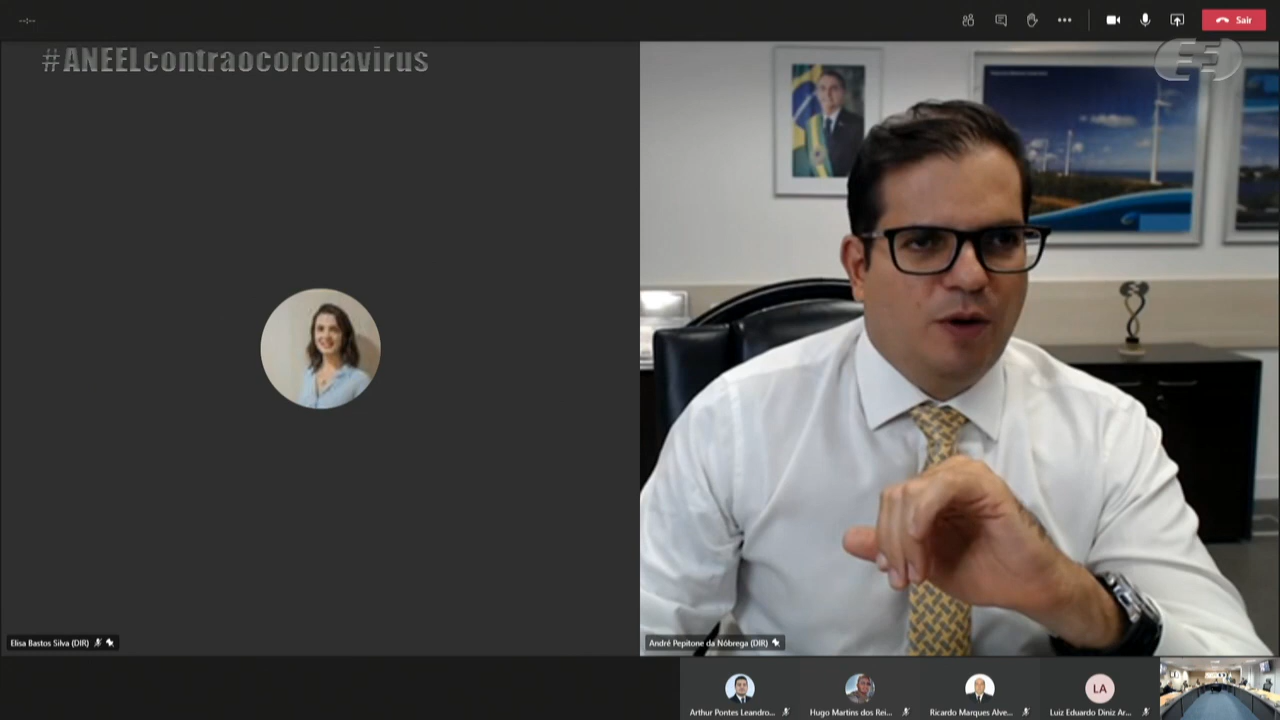 --:--
Sair
#ANEELcontraocoronavirus
Elisa Bastos Silva (DIR)
André Pepitone da Nóbrega (DIR)
LA
Arthur Pontes Leandro...
Hugo Martins dos Rei...
Ricardo Marques Alve...
Luiz Eduardo Diniz Ar...